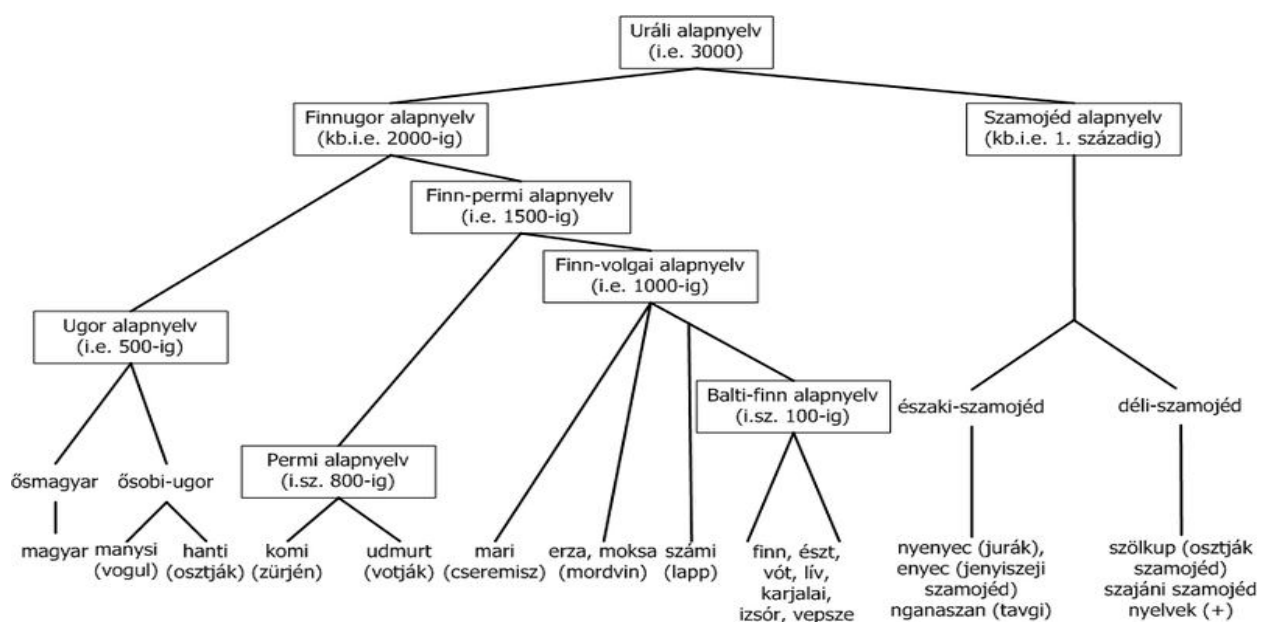 Uráli alapnyelv
(i.e. 3000)
Finnugor alapnyelv
(kb.i.e. 2000-ig)
Szamojéd alapnyelv
(kb.i.e. 1. századig)
Finn-permi alapnyelv
(i.e. 1500-ig)
Finn-volgai alapnyelv
(i.e. 1000-ig)
Ugor alapnyelv
(i.e. 500-ig)
Balti-finn alapnyelv
(i.sz. 100-ig)
északi-szamojéd
déli-szamojéd
Permi alapnyelv
(i.sz. 800-ig)
ősmagyar
ősobi-ugor
magyar
manysi
(vogul)
hanti
(osztják)
komi
(zürjén)
udmurt
(votják)
mari
(cseremisz)
erza, moksa
(mordvin)
számi
(lapp)
finn, észt,
vót, lív,
karjalai,
izsór, vepsze
nyenyec (jurák),
enyec (jenyiszeji
szamojéd)
nganaszan (tavgi)
szölkup (osztják
szamojéd)
szajáni szamojéd
nyelvek (+)